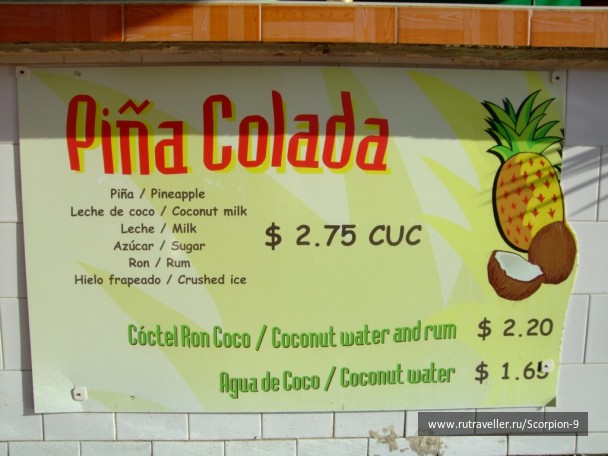 Piña Colada
Piña / Pineapple
Leche de coco / Coconut milk
Leche / Milk
Azúcar / Sugar
Ron / Rum
Hielo frapeado / Crushed ice
$ 2.75 CUC
Cóctel Ron Coco / Coconut water and rum $ 2.20
Agua de Coco / Coconut water $ 1.65
www.rutraveller.ru/Scorpion-9